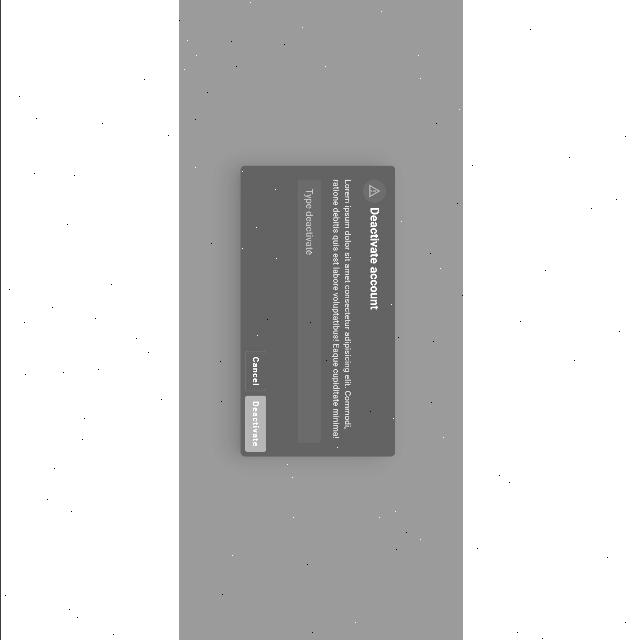 Deactivate account
Lorem ipsum dolor sit amet consectetur adipisicing elit. Commodi,
ratione debitis quis est labore voluptatibus! Eaque cupiditate minima!
Type deactivate
Cancel
Deactivate